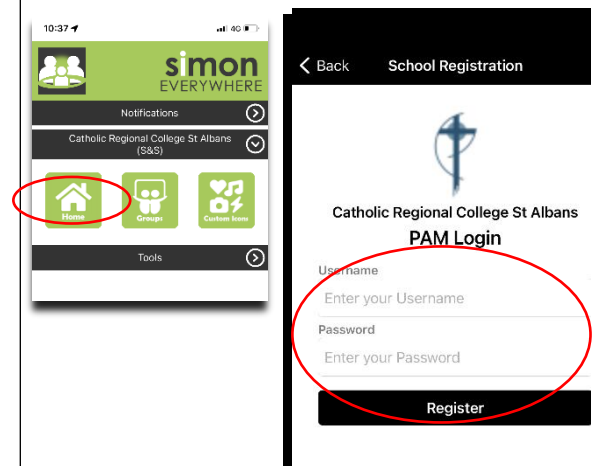 10:37
4G
simon
EVERYWHERE
Notifications
Catholic Regional College St Albans
(S&S)
Home
Groups
Custom Icons
Tools
Back
School Registration
Catholic Regional College St Albans
PAM Login
Username
Enter your Username
Password
Enter your Password
Register